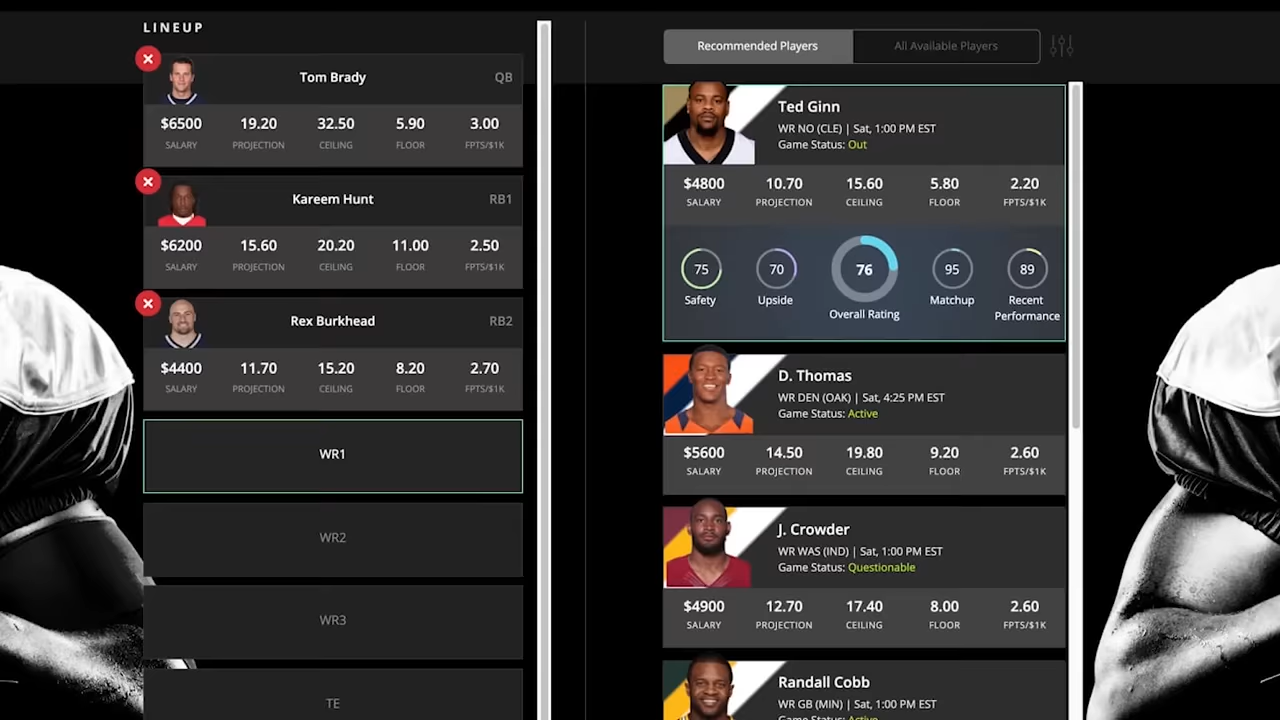 LINEUP
Tom Brady QB
$6500 19.20 32.50 5.90 3.00
SALARY PROJECTION CEILING FLOOR FPTS/$1K
Kareem Hunt RB1
$6200 15.60 20.20 11.00 2.50
SALARY PROJECTION CEILING FLOOR FPTS/$1K
Rex Burkhead RB2
$4400 11.70 15.20 8.20 2.70
SALARY PROJECTION CEILING FLOOR FPTS/$1K
WR1
WR2
WR3
TE
Recommended Players All Available Players
Ted Ginn
WR NO (CLE) | Sat, 1:00 PM EST
Game Status: Out
$4800 10.70 15.60 5.80 2.20
SALARY PROJECTION CEILING FLOOR FPTS/$1K
75 70 76 95 89
Safety Upside Overall Rating Matchup Recent Performance
D. Thomas
WR DEN (OAK) | Sat, 4:25 PM EST
Game Status: Active
$5600 14.50 19.80 9.20 2.60
SALARY PROJECTION CEILING FLOOR FPTS/$1K
J. Crowder
WR WAS (IND) | Sat, 1:00 PM EST
Game Status: Questionable
$4900 12.70 17.40 8.00 2.60
SALARY PROJECTION CEILING FLOOR FPTS/$1K
Randall Cobb
WR GB (MIN) | Sat, 1:00 PM EST
Game Status: Active